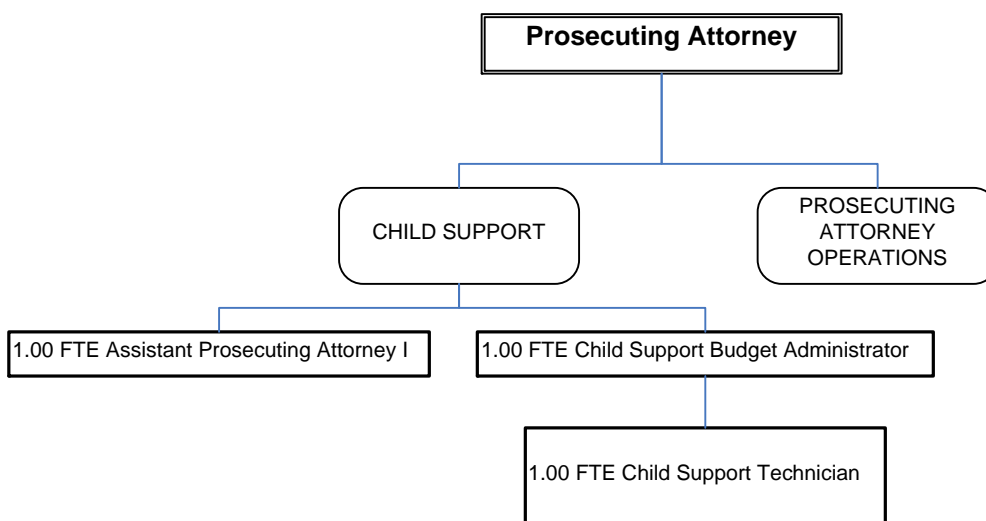 Prosecuting Attorney
CHILD SUPPORT
PROSECUTING
ATTORNEY
OPERATIONS
1.00 FTE Assistant Prosecuting Attorney I
1.00 FTE Child Support Budget Administrator
1.00 FTE Child Support Technician